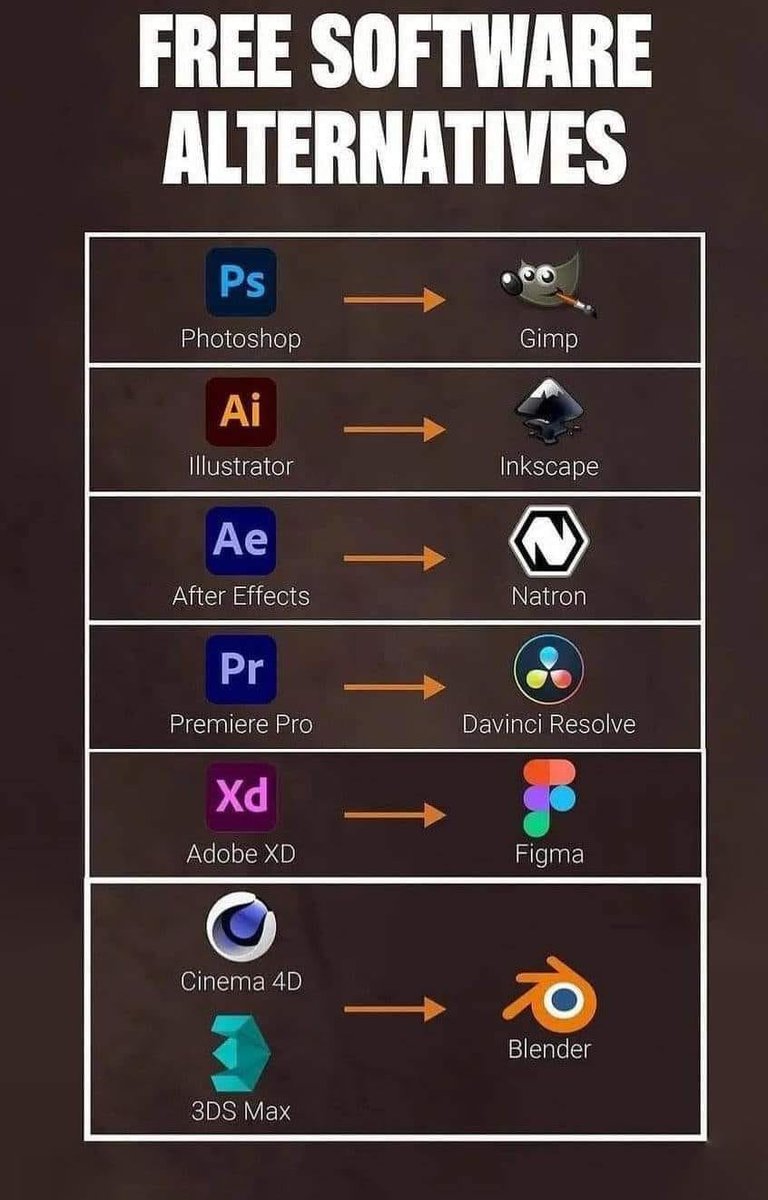 FREE SOFTWARE
ALTERNATIVES
Ps
Photoshop
Gimp
Ai
Illustrator
Inkscape
Ae
After Effects
N
Natron
Pr
Premiere Pro
Davinci Resolve
Xd
Adobe XD
Figma
Cinema 4D
Blender
3DS Max